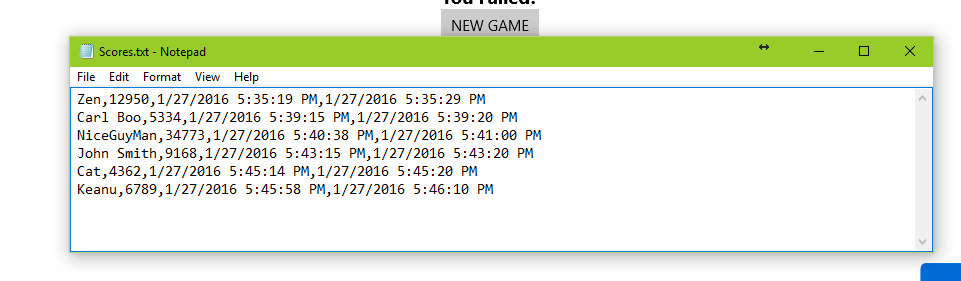 You Failed!
NEW GAME
Scores.txt - Notepad
File Edit Format View Help
Zen,12950,1/27/2016 5:35:19 PM,1/27/2016 5:35:29 PM
Carl Boo,5334,1/27/2016 5:39:15 PM,1/27/2016 5:39:20 PM
NiceGuyMan,34773,1/27/2016 5:40:38 PM,1/27/2016 5:41:00 PM
John Smith,9168,1/27/2016 5:43:15 PM,1/27/2016 5:43:20 PM
Cat,4362,1/27/2016 5:45:14 PM,1/27/2016 5:45:20 PM
Keanu,6789,1/27/2016 5:45:58 PM,1/27/2016 5:46:10 PM